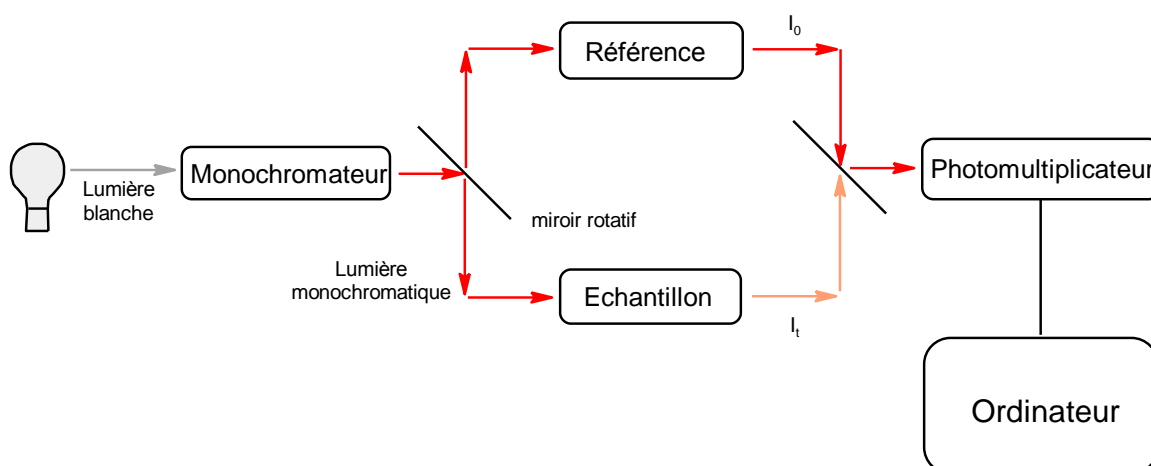 I0
Référence
Monochromateur
Photomultiplicateur
Lumière
blanche
miroir rotatif
Lumière
monochromatique
Echantillon
It
Ordinateur